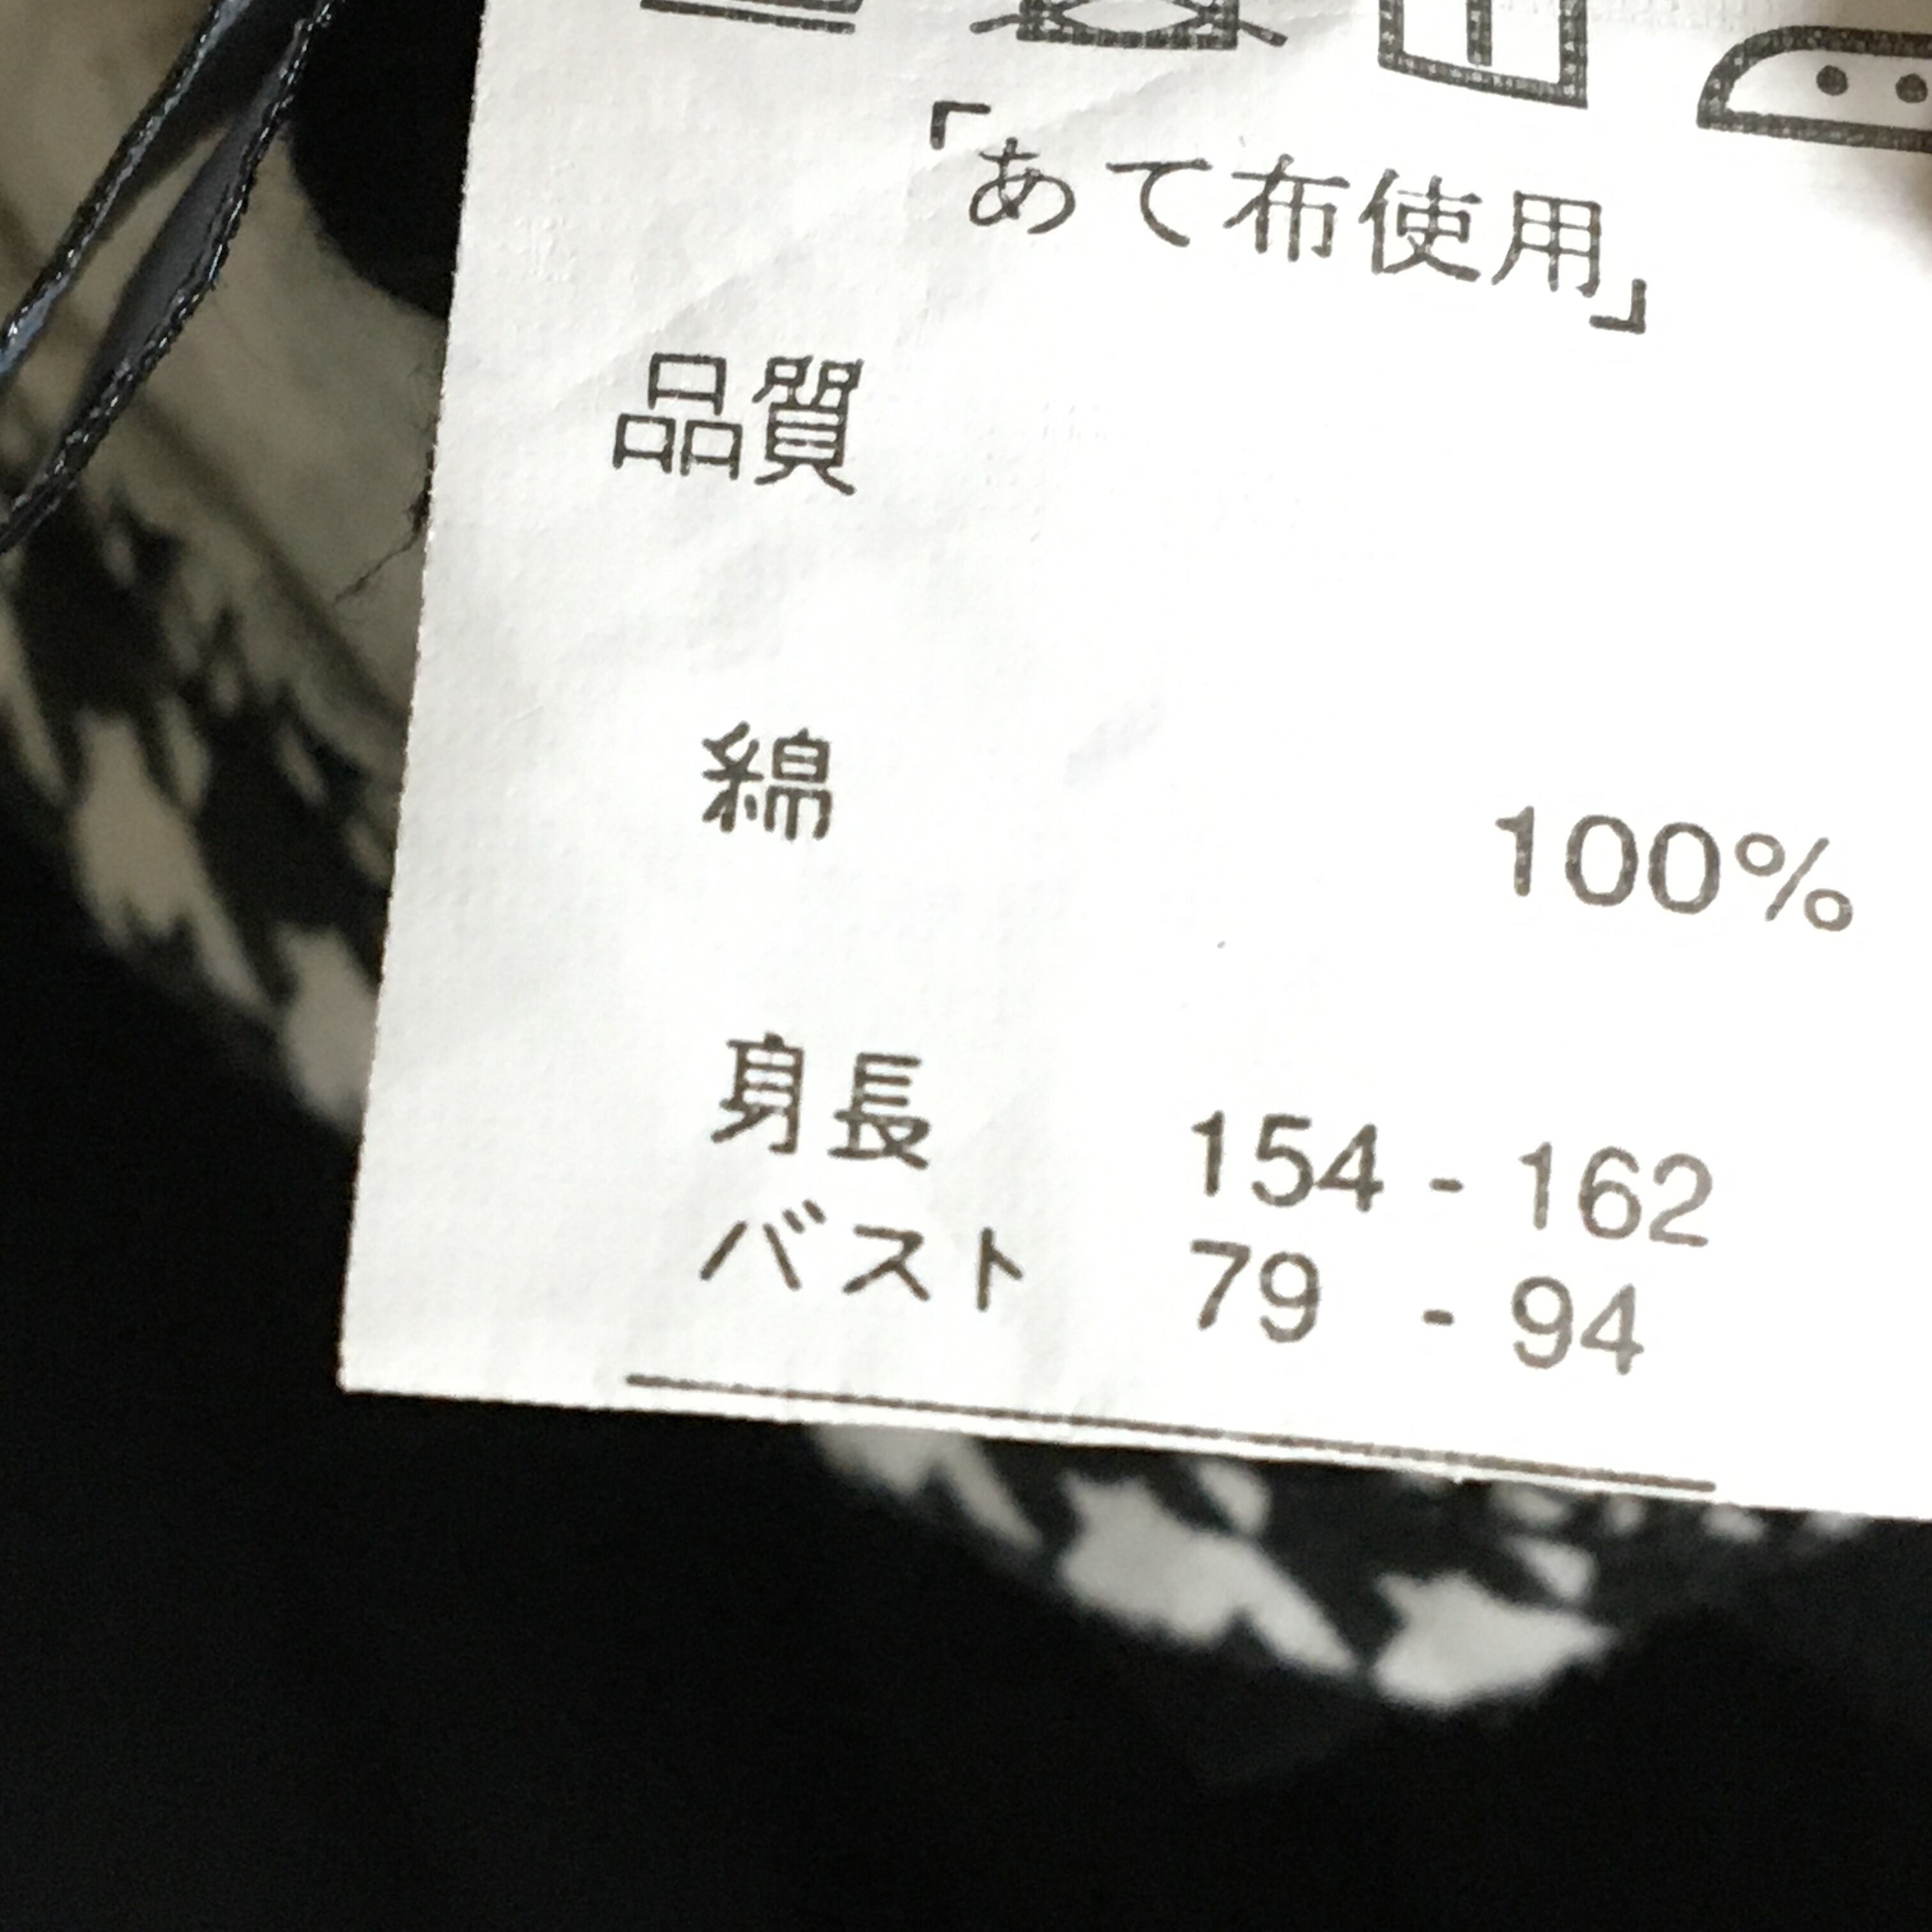 「あて布使用」
品質
綿 100%
身長 154 - 162
バスト 79 - 94